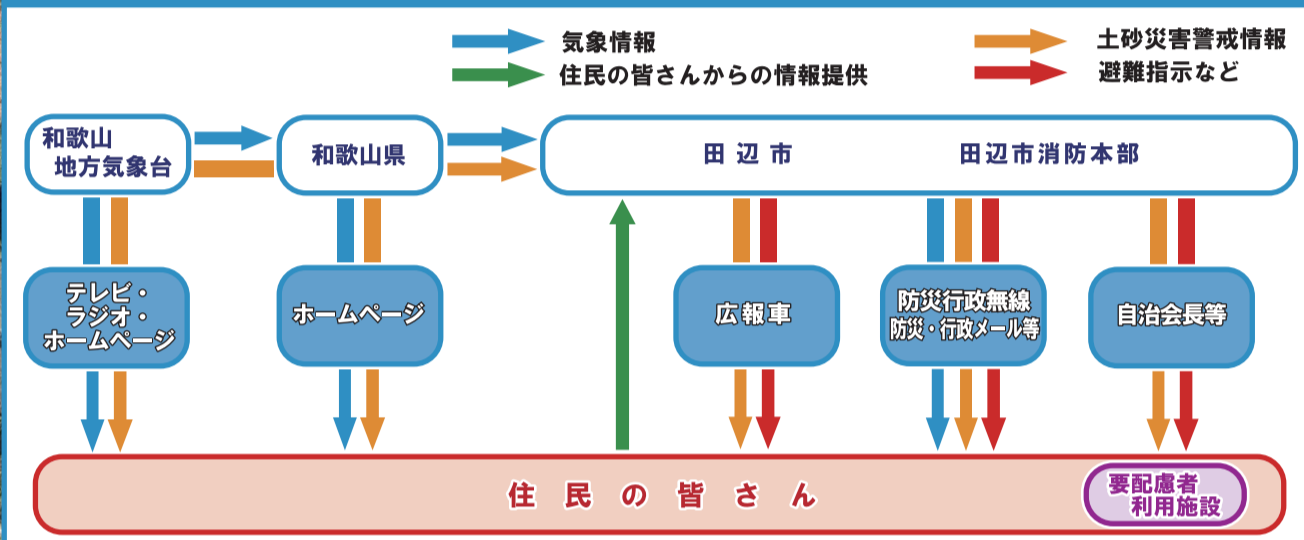 気象情報
土砂災害警戒情報
住民の皆さんからの情報提供
避難指示など
和歌山
地方気象台
和歌山県
田辺市
田辺市消防本部
テレビ・
ラジオ・
ホームページ
ホームページ
広報車
防災行政無線
防災・行政メール等
自治会長等
住民の皆さん
要配慮者
利用施設